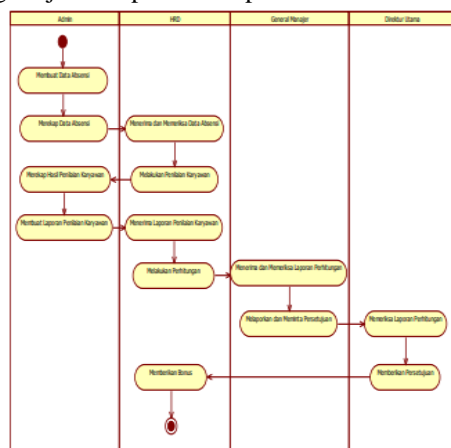 Admin
HRD
General Manajer
Direktur Utama
Membuat Data Absensi
Merekap Data Absensi
Menerima dan Memeriksa Data Absensi
Merekap Hasil Penilaian Karyawan
Melakukan Penilaian Karyawan
Membuat Laporan Penilaian Karyawan
Menerima Laporan Penilaian Karyawan
Melakukan Perhitungan
Menerima dan Memeriksa Laporan Perhitungan
Melaporkan dan Meminta Persetujuan
Memeriksa Laporan Perhitungan
Memberikan Bonus
Memberikan Persetujuan